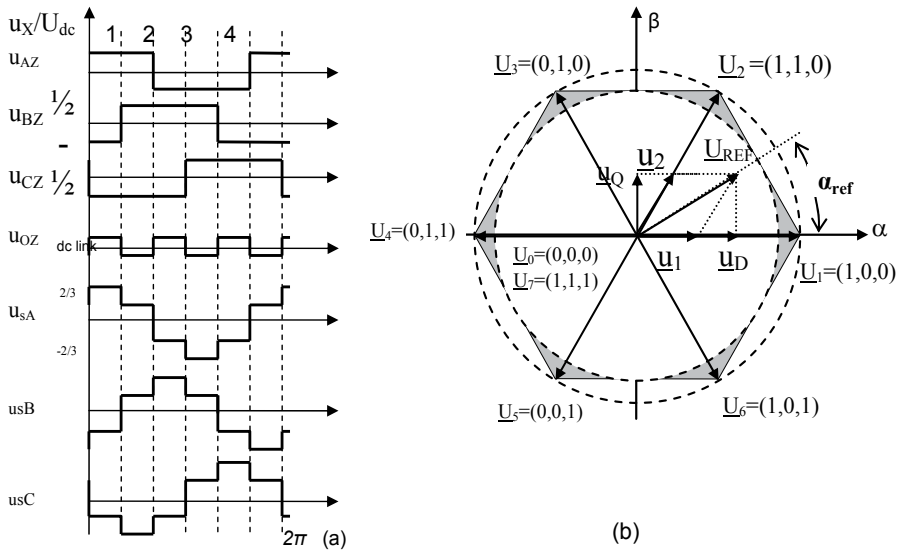 u_X/U_dc
1 2 3 4
u_AZ
u_BZ ½
-
u_CZ ½
u_OZ
dc link
2/3
u_sA
-2/3
usB
usC
2π (a)
β
U_3=(0,1,0)
U_2=(1,1,0)
u_2
U_REF
u_Q
α_ref
U_4=(0,1,1)
α
U_0=(0,0,0)
u_1
u_D
U_1=(1,0,0)
U_7=(1,1,1)
U_5=(0,0,1)
U_6=(1,0,1)
(b)